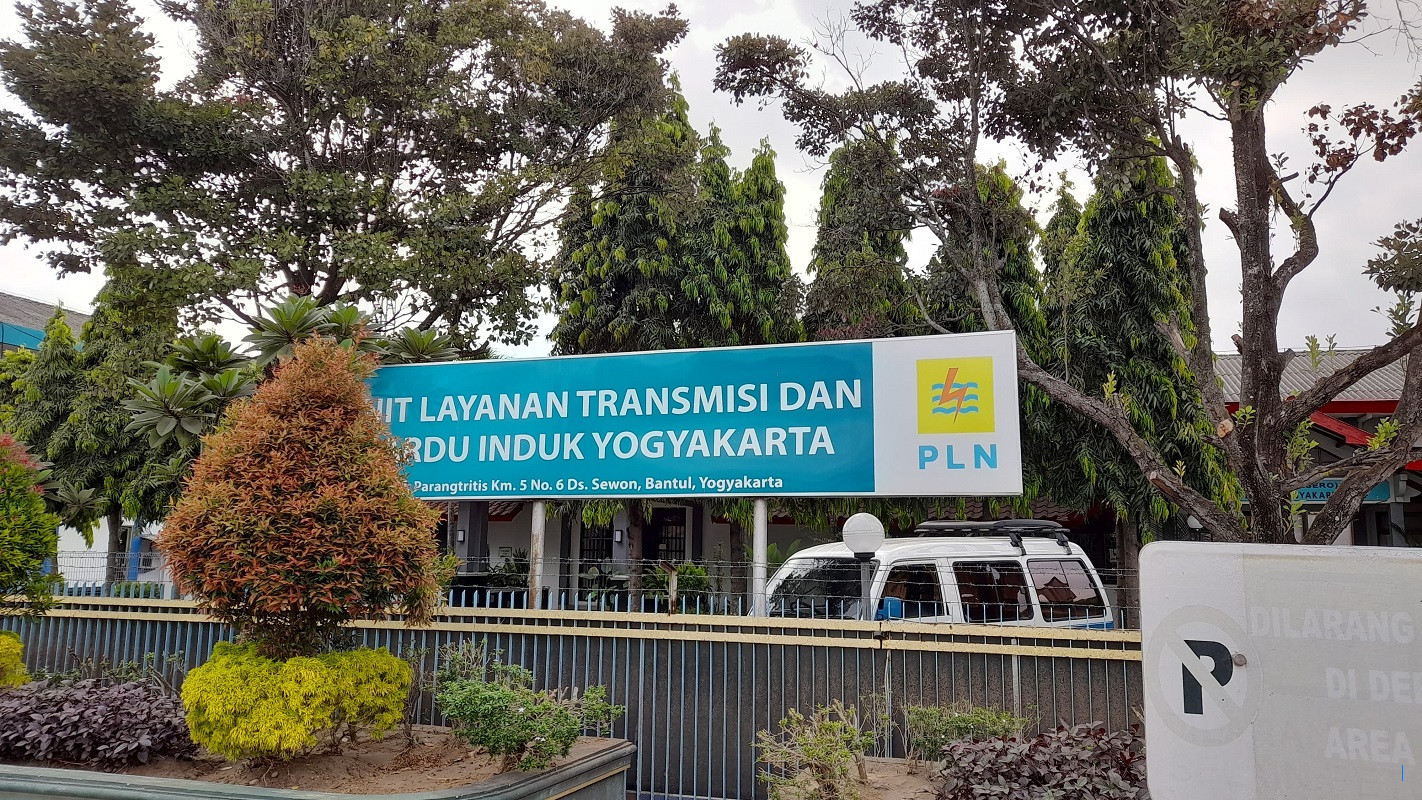 NIT LAYANAN TRANSMISI DAN
RDU INDUK YOGYAKARTA
Parangtritis Km. 5 No. 6 Ds. Sewon, Bantul, Yogyakarta
PLN
P
DILARANG
DI DE
AREA